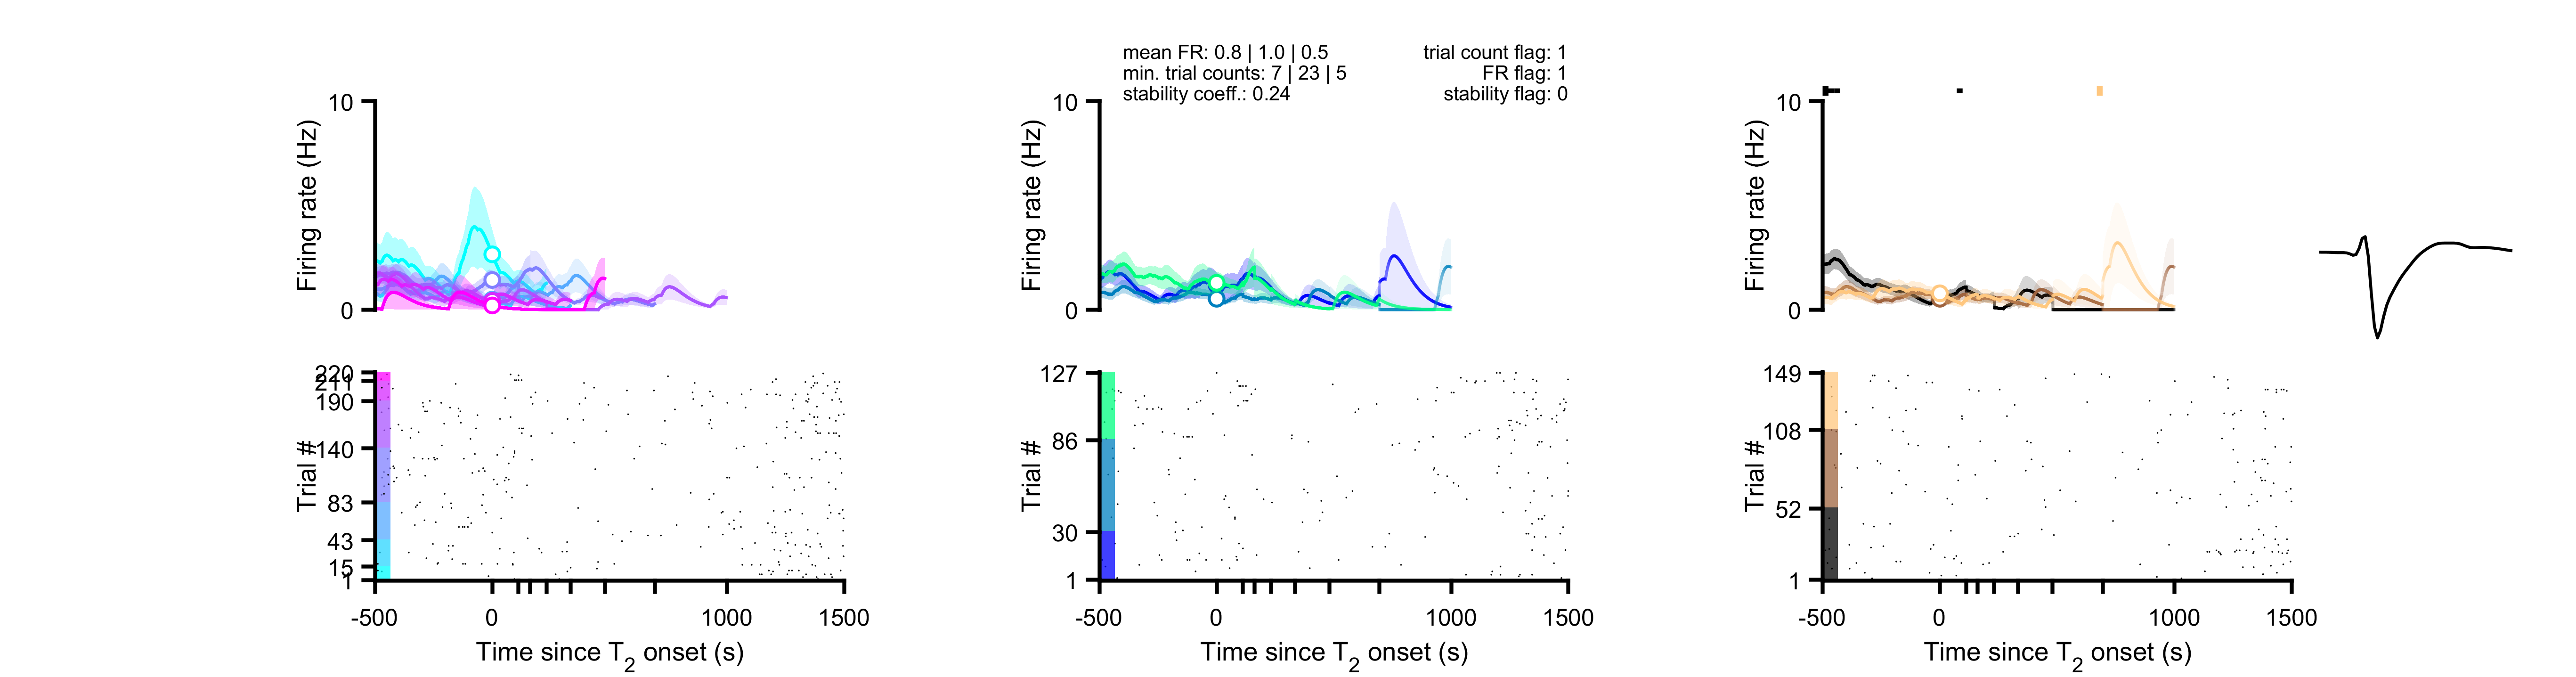 mean FR: 0.8 | 1.0 | 0.5
min. trial counts: 7 | 23 | 5
stability coeff.: 0.24
trial count flag: 1
FR flag: 1
stability flag: 0
10
Firing rate (Hz)
0
10
Firing rate (Hz)
0
10
Firing rate (Hz)
0
220
211
190
140
83
43
15
1
Trial #
-500
0
1000
1500
Time since T2 onset (s)
127
86
30
1
Trial #
-500
0
1000
1500
Time since T2 onset (s)
149
108
52
1
Trial #
-500
0
1000
1500
Time since T2 onset (s)